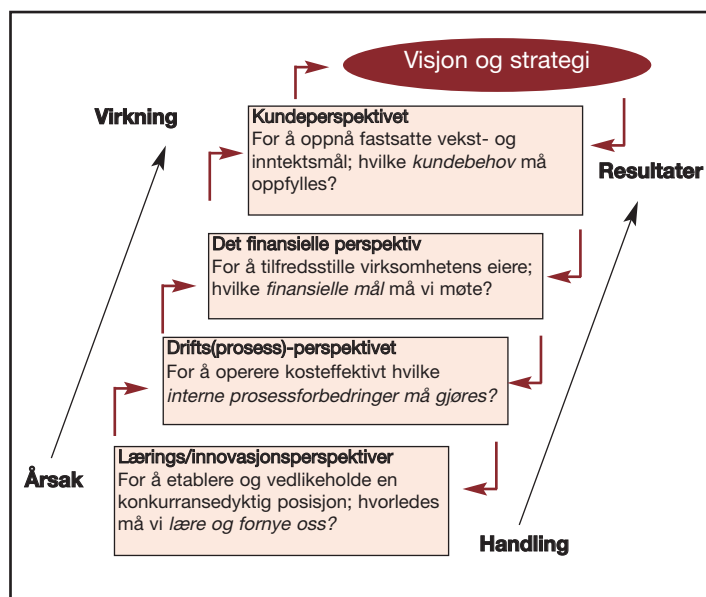 Visjon og strategi
Virkning
Kundeperspektivet
For å oppnå fastsatte vekst- og
inntektsmål; hvilke kundebehov må
oppfylles?
Resultater
Det finansielle perspektiv
For å tilfredsstille virksomhetens eiere;
hvilke finansielle mål må vi møte?
Drifts(prosess)-perspektivet
For å operere kosteffektivt hvilke
interne prosessforbedringer må gjøres?
Lærings/innovasjonsperspektiver
For å etablere og vedlikeholde en
konkurransedyktig posisjon; hvorledes
må vi lære og fornye oss?
Årsak
Handling